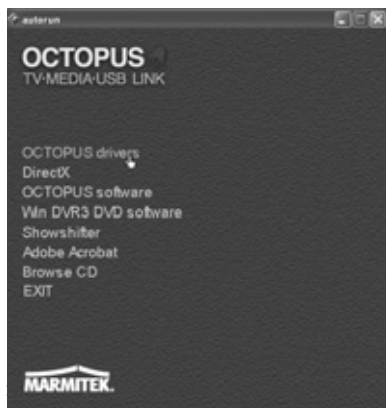 autorun
OCTOPUS
TV-MEDIA-USB LINK
OCTOPUS drivers
DirectX
OCTOPUS software
Win DVR3 DVD software
Showshifter
Adobe Acrobat
Browse CD
EXIT
MARMITEK.